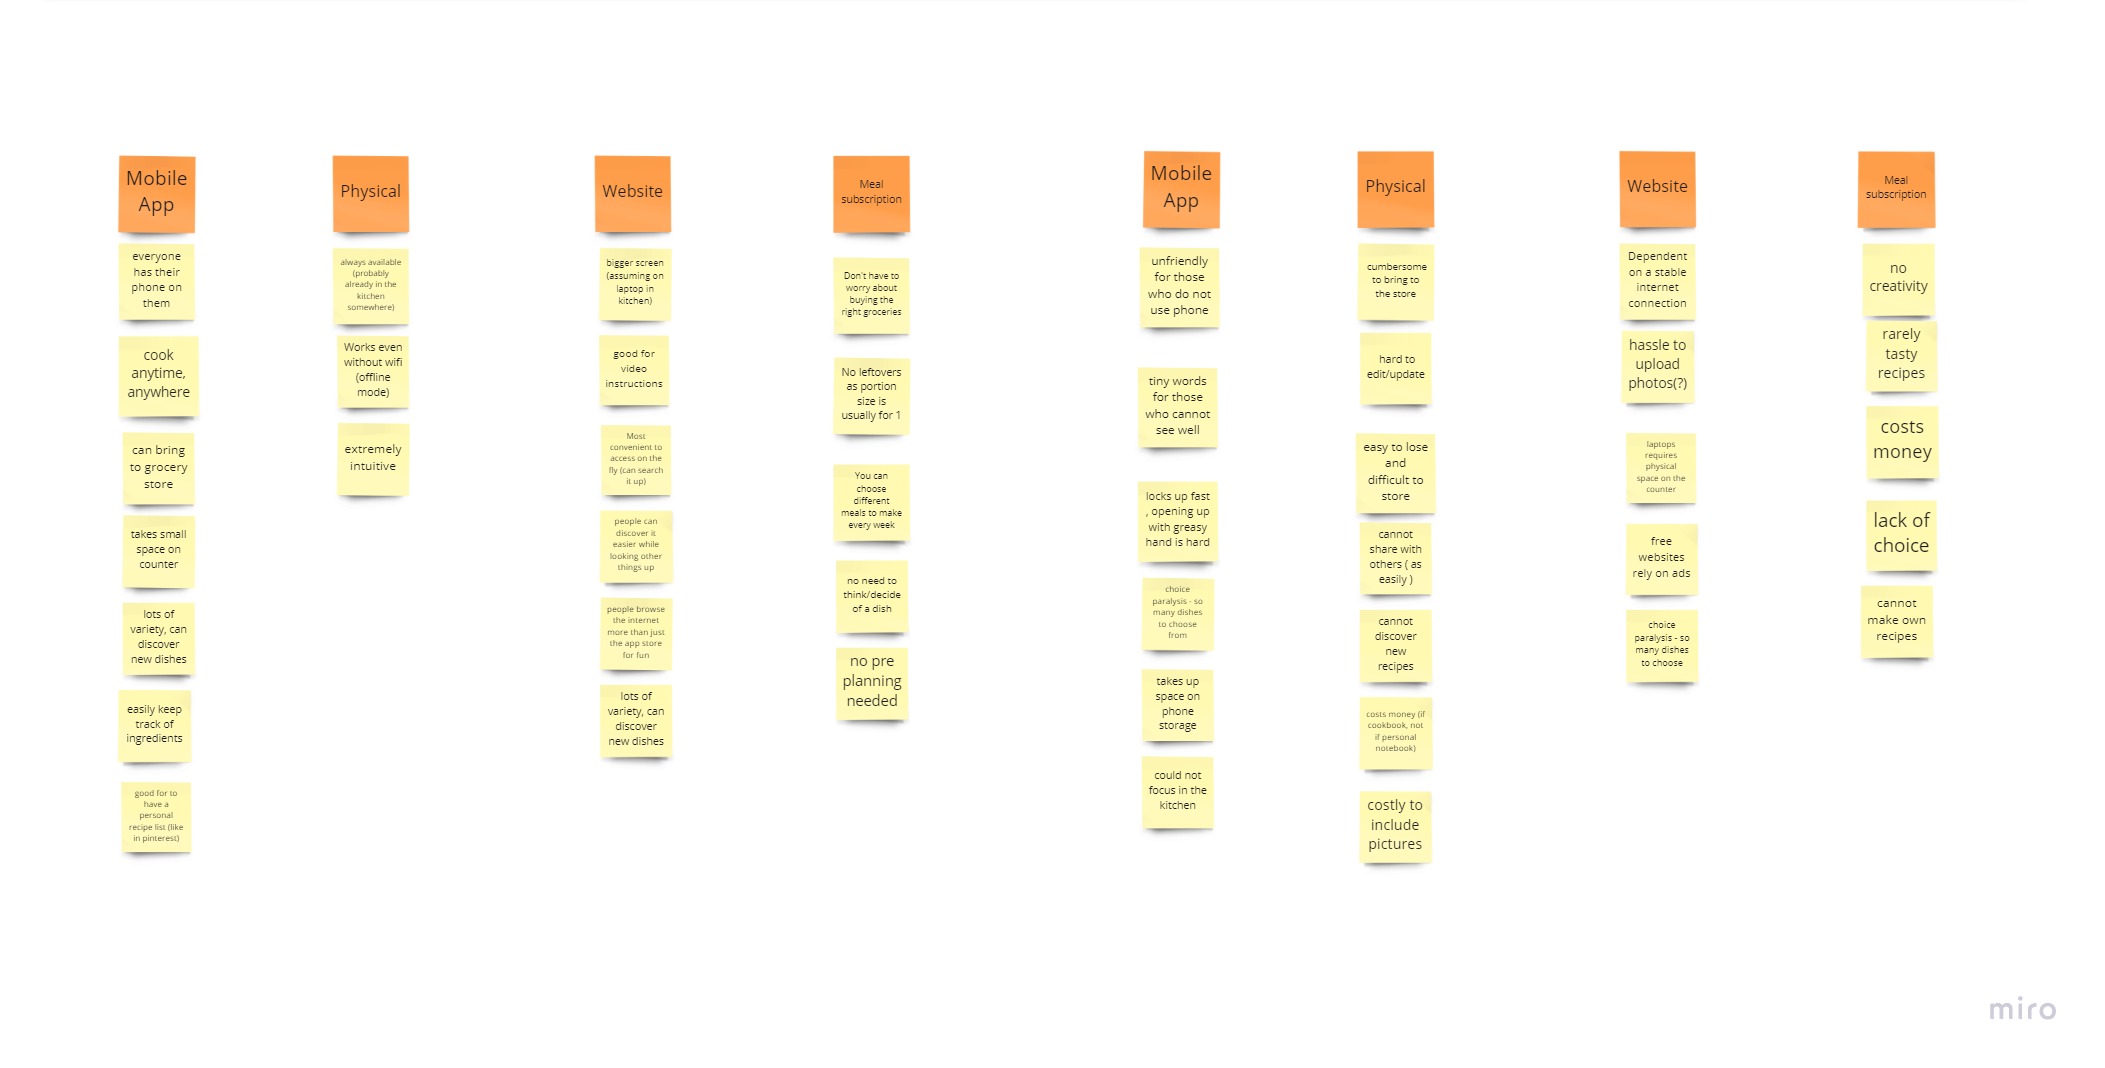 Mobile
App
everyone
has their
phone on
them
cook
anytime,
anywhere
can bring
to grocery
store
takes small
space on
counter
lots of
variety, can
discover
new dishes
easily keep
track of
ingredients
good for to
have a
personal
recipe list (like
in pinterest)
Physical
always available
(probably
already in the
kitchen
somewhere)
Works even
without wifi
(offline
mode)
extremely
intuitive
Website
bigger screen
(assuming on
laptop in
kitchen)
good for
video
instructions
Most
convenient to
access on the
fly (can search
it up)
people can
discover it
easier while
looking other
things up
people browse
the internet
more than just
the app store
for fun
lots of
variety, can
discover
new dishes
Meal
subscription
Don't have to
worry about
buying the
right groceries
No leftovers
as portion
size is
usually for 1
You can
choose
different
meals to make
every week
no need to
think/decide
of a dish
no pre
planning
needed
Mobile
App
unfriendly
for those
who do not
use phone
tiny words
for those
who cannot
see well
locks up fast
, opening up
with greasy
hand is hard
choice
paralysis - so
many dishes
to choose
from
takes up
space on
phone
storage
could not
focus in the
kitchen
Physical
cumbersome
to bring to
the store
hard to
edit/update
easy to lose
and
difficult to
store
cannot
share with
others ( as
easily )
cannot
discover
new
recipes
costs money (if
cookbook, not
if personal
notebook)
costly to
include
pictures
Website
Dependent
on a stable
internet
connection
hassle to
upload
photos(?)
laptops
requires
physical
space on the
counter
free
websites
rely on ads
choice
paralysis - so
many dishes
to choose
Meal
subscription
no
creativity
rarely
tasty
recipes
costs
money
lack of
choice
cannot
make own
recipes
miro